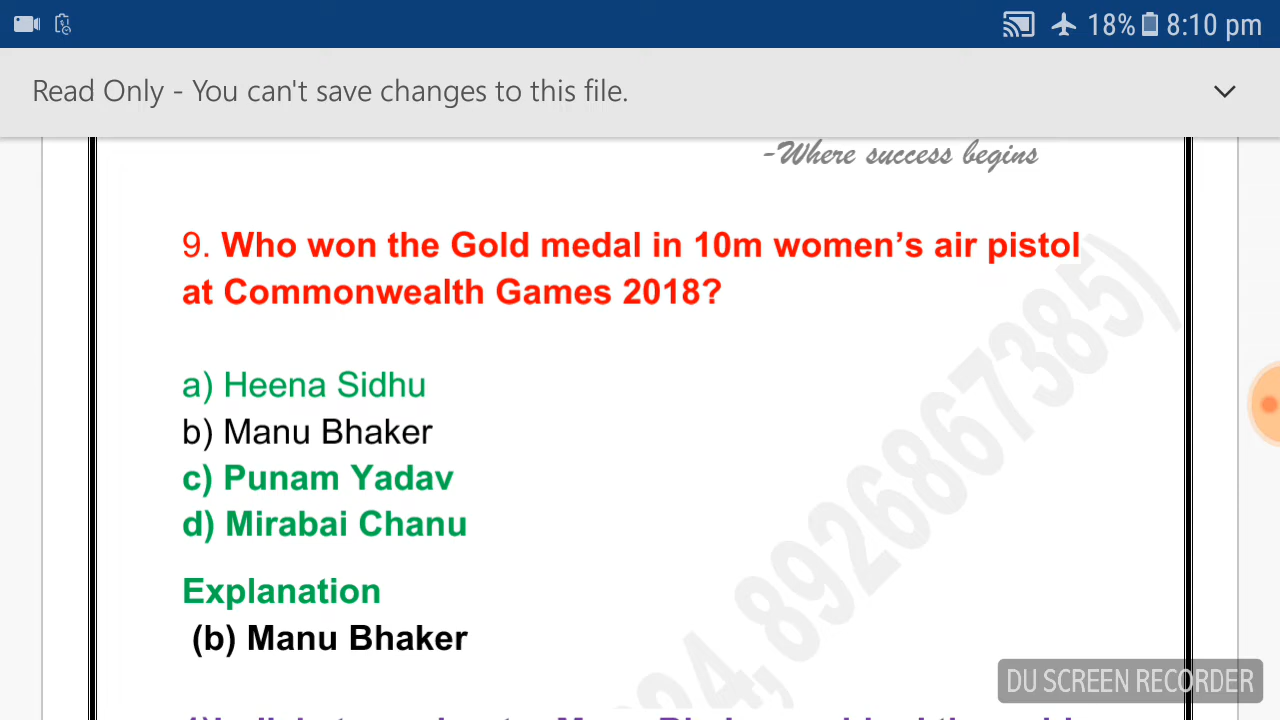 18% 8:10 pm
Read Only - You can't save changes to this file.
-Where success begins
9. Who won the Gold medal in 10m women’s air pistol
at Commonwealth Games 2018?
a) Heena Sidhu
b) Manu Bhaker
c) Punam Yadav
d) Mirabai Chanu
Explanation
(b) Manu Bhaker
24,8926867385)
DU SCREEN RECORDER